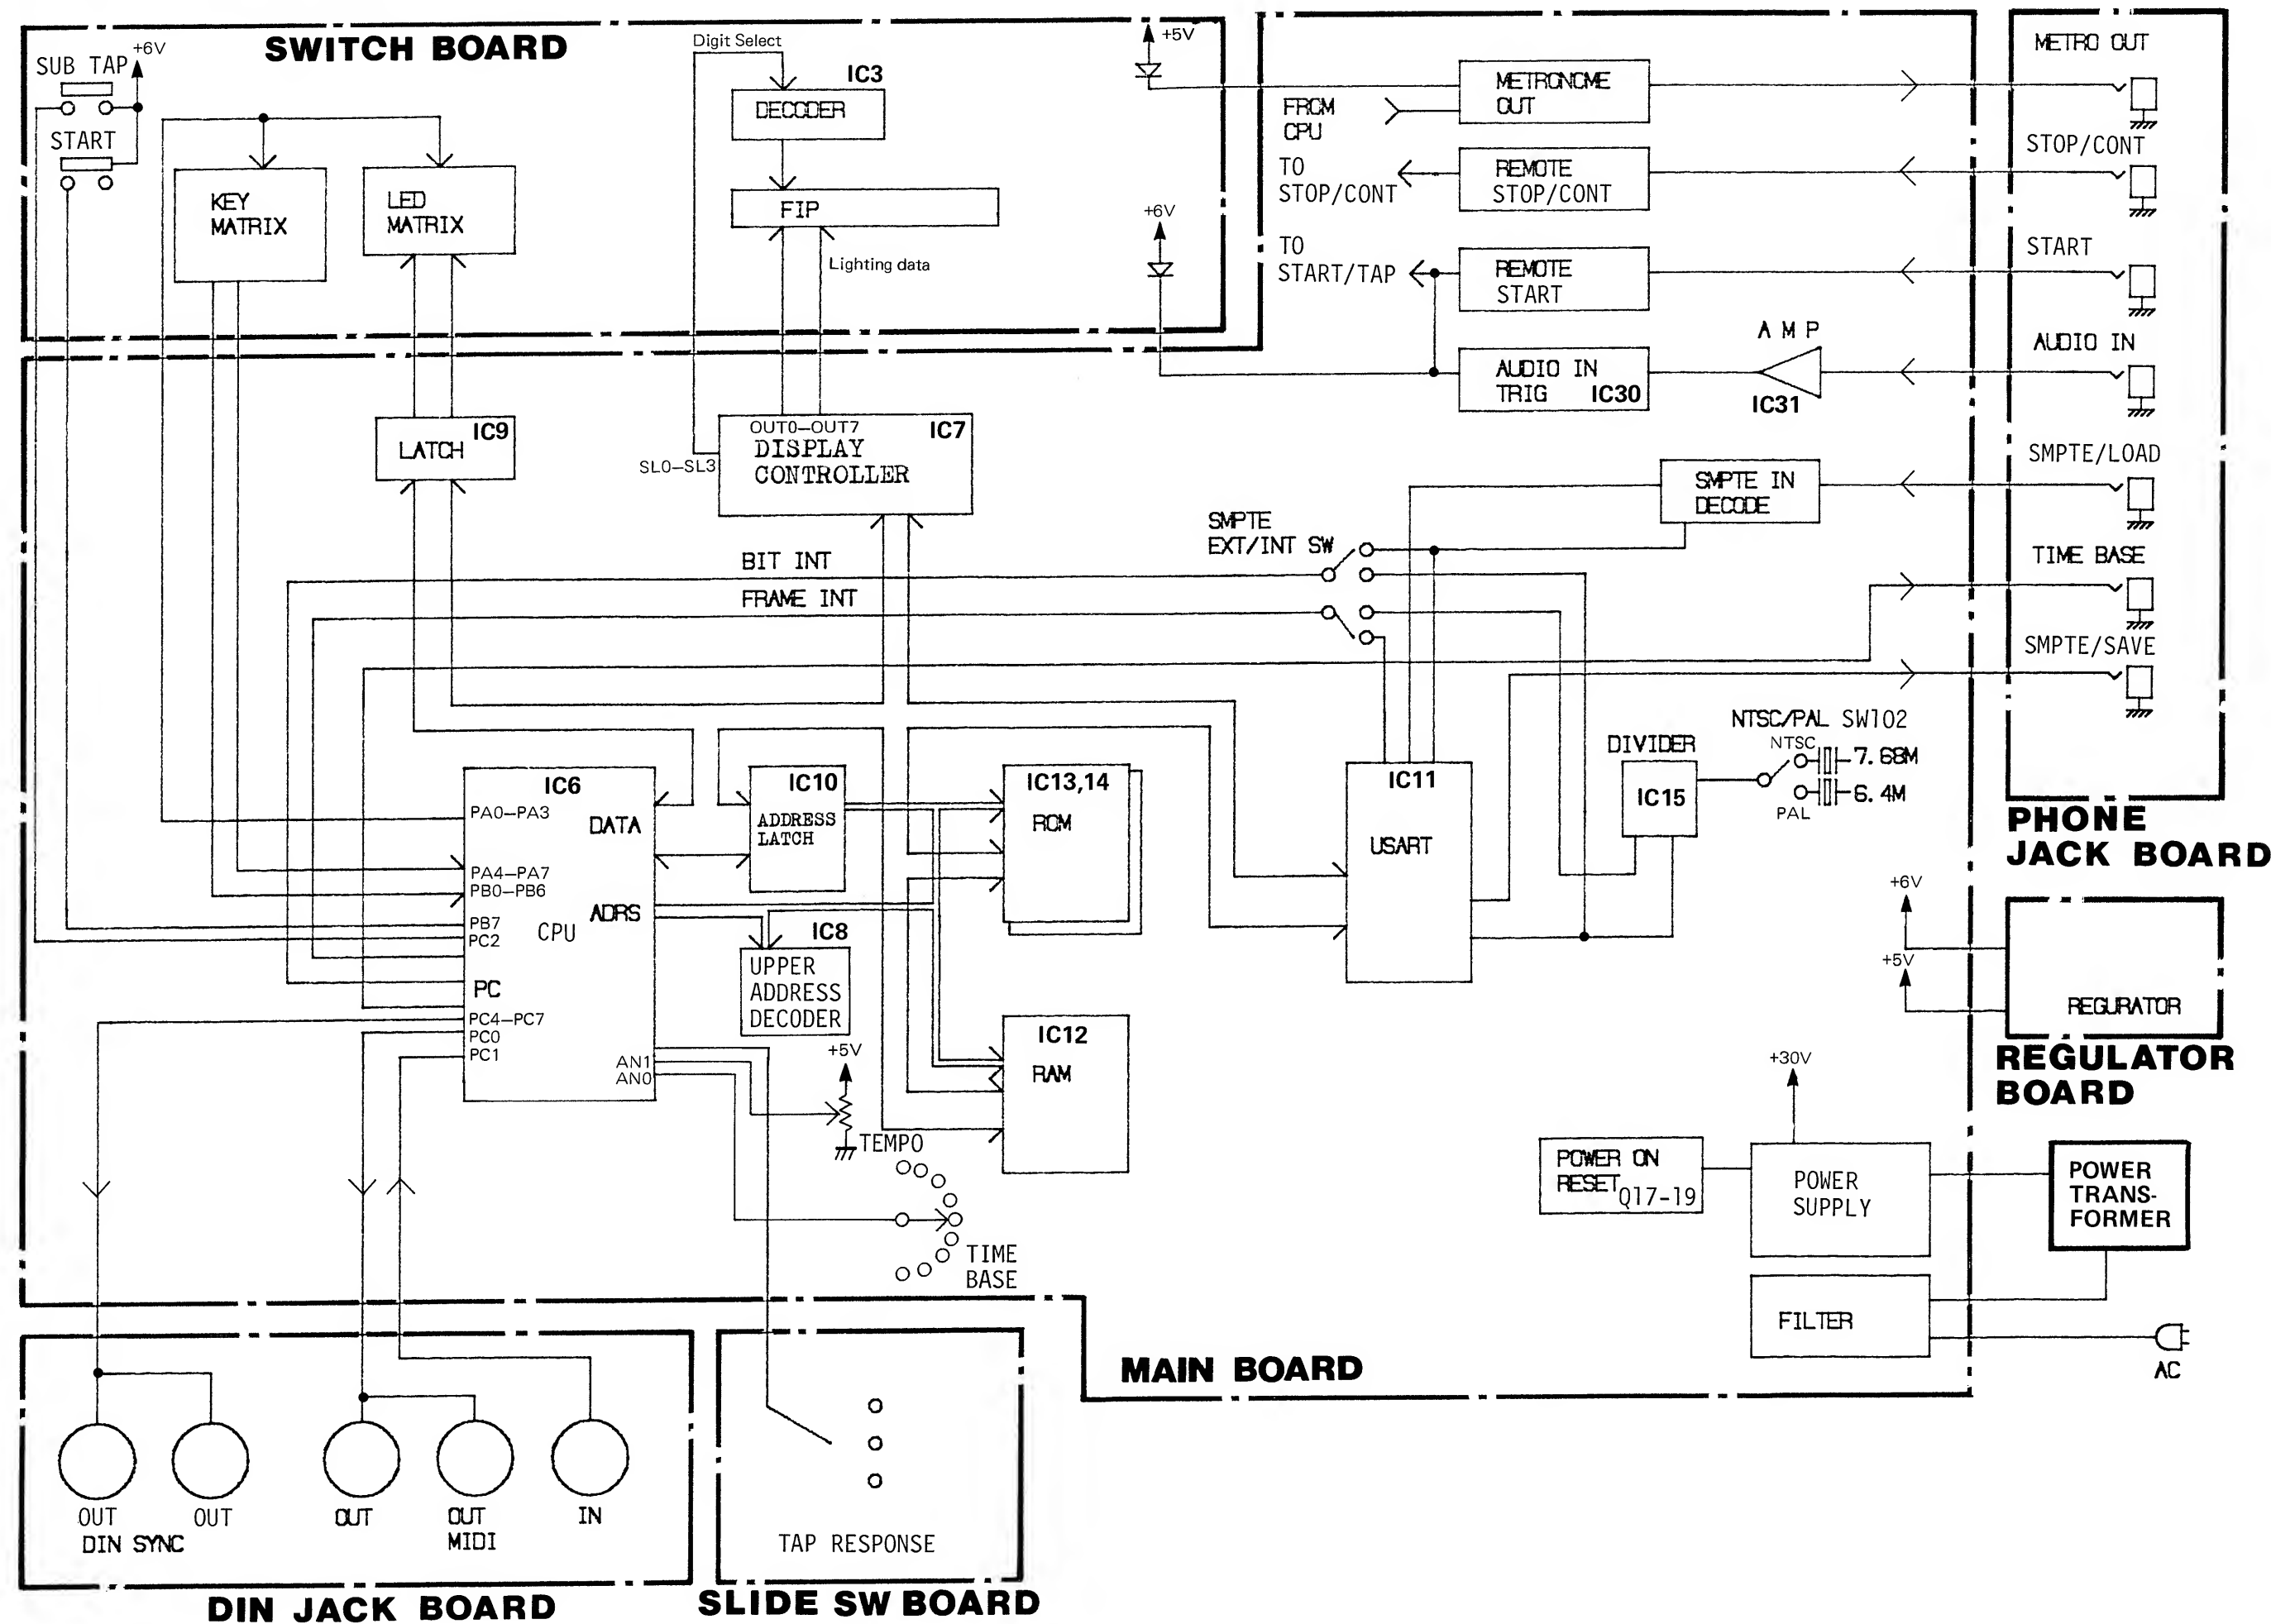 SWITCH BOARD
+6V
SUB TAP
START
KEY
MATRIX
LED
MATRIX
Digit Select
IC3
DECODER
FIP
Lighting data
+5V
+6V
FROM
CPU
METRONOME
OUT
TO
STOP/CONT
REMOTE
STOP/CONT
TO
START/TAP
REMOTE
START
AUDIO IN
TRIG IC30
AMP
IC31
METRO OUT
STOP/CONT
START
AUDIO IN
SMPTE/LOAD
TIME BASE
SMPTE/SAVE
PHONE
JACK BOARD
IC9
LATCH
OUT0–OUT7
IC7
SL0–SL3
DISPLAY
CONTROLLER
SMPTE IN
DECODE
SMPTE
EXT/INT SW
BIT INT
FRAME INT
NTSC/PAL SW102
NTSC
7.68M
6.4M
PAL
DIVIDER
IC15
IC6
PA0–PA3
DATA
PA4–PA7
PB0–PB6
ADRS
PB7
PC2
CPU
PC
PC4–PC7
PC0
PC1
AN1
AN0
IC10
ADDRESS
LATCH
IC8
UPPER
ADDRESS
DECODER
IC13,14
ROM
IC12
RAM
IC11
USART
+5V
TEMPO
TIME
BASE
+6V
+5V
REGURATOR
REGULATOR
BOARD
+30V
POWER ON
RESET Q17-19
POWER
SUPPLY
POWER
TRANS-
FORMER
FILTER
AC
MAIN BOARD
OUT
OUT
DIN SYNC
OUT
OUT
MIDI
IN
DIN JACK BOARD
TAP RESPONSE
SLIDE SW BOARD